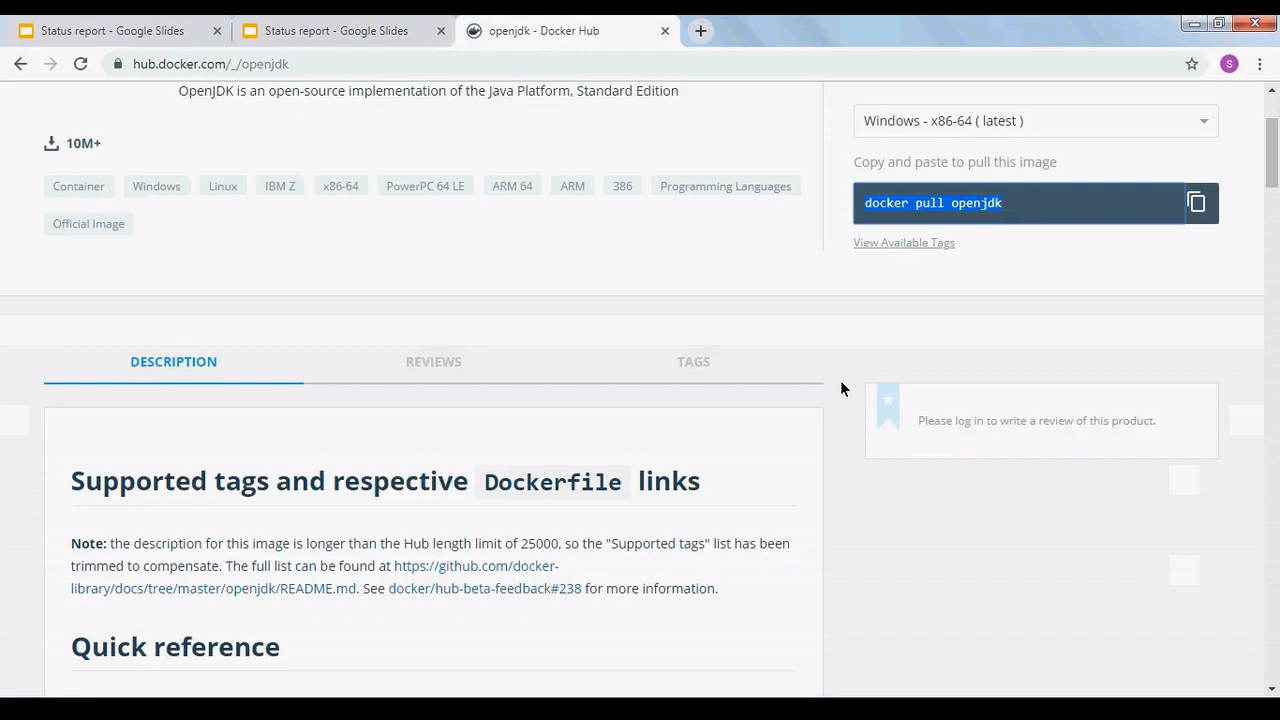 Status report - Google Slides
Status report - Google Slides
openjdk - Docker Hub
hub.docker.com/_/openjdk
S
OpenJDK is an open-source implementation of the Java Platform, Standard Edition
10M+
Container
Windows
Linux
IBM Z
x86-64
PowerPC 64 LE
ARM 64
ARM
386
Programming Languages
Official Image
Windows - x86-64 ( latest )
Copy and paste to pull this image
docker pull openjdk
View Available Tags
DESCRIPTION
REVIEWS
TAGS
Please log in to write a review of this product.
Supported tags and respective Dockerfile links
Note: the description for this image is longer than the Hub length limit of 25000, so the "Supported tags" list has been
trimmed to compensate. The full list can be found at https://github.com/docker-
library/docs/tree/master/openjdk/README.md. See docker/hub-beta-feedback#238 for more information.
Quick reference